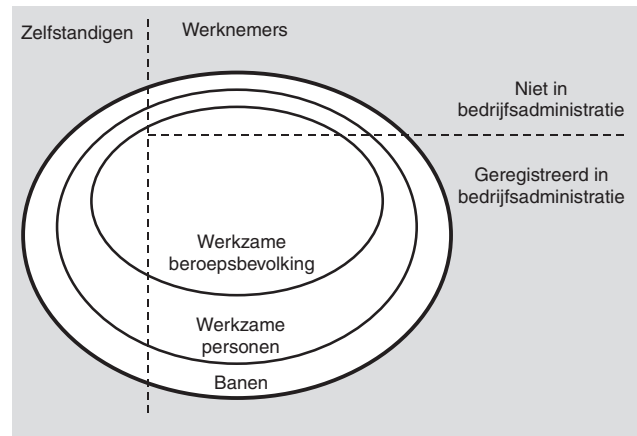 Zelfstandigen
Werknemers
Niet in
bedrijfsadministratie
Geregistreerd in
bedrijfsadministratie
Werkzame
beroepsbevolking
Werkzame
personen
Banen